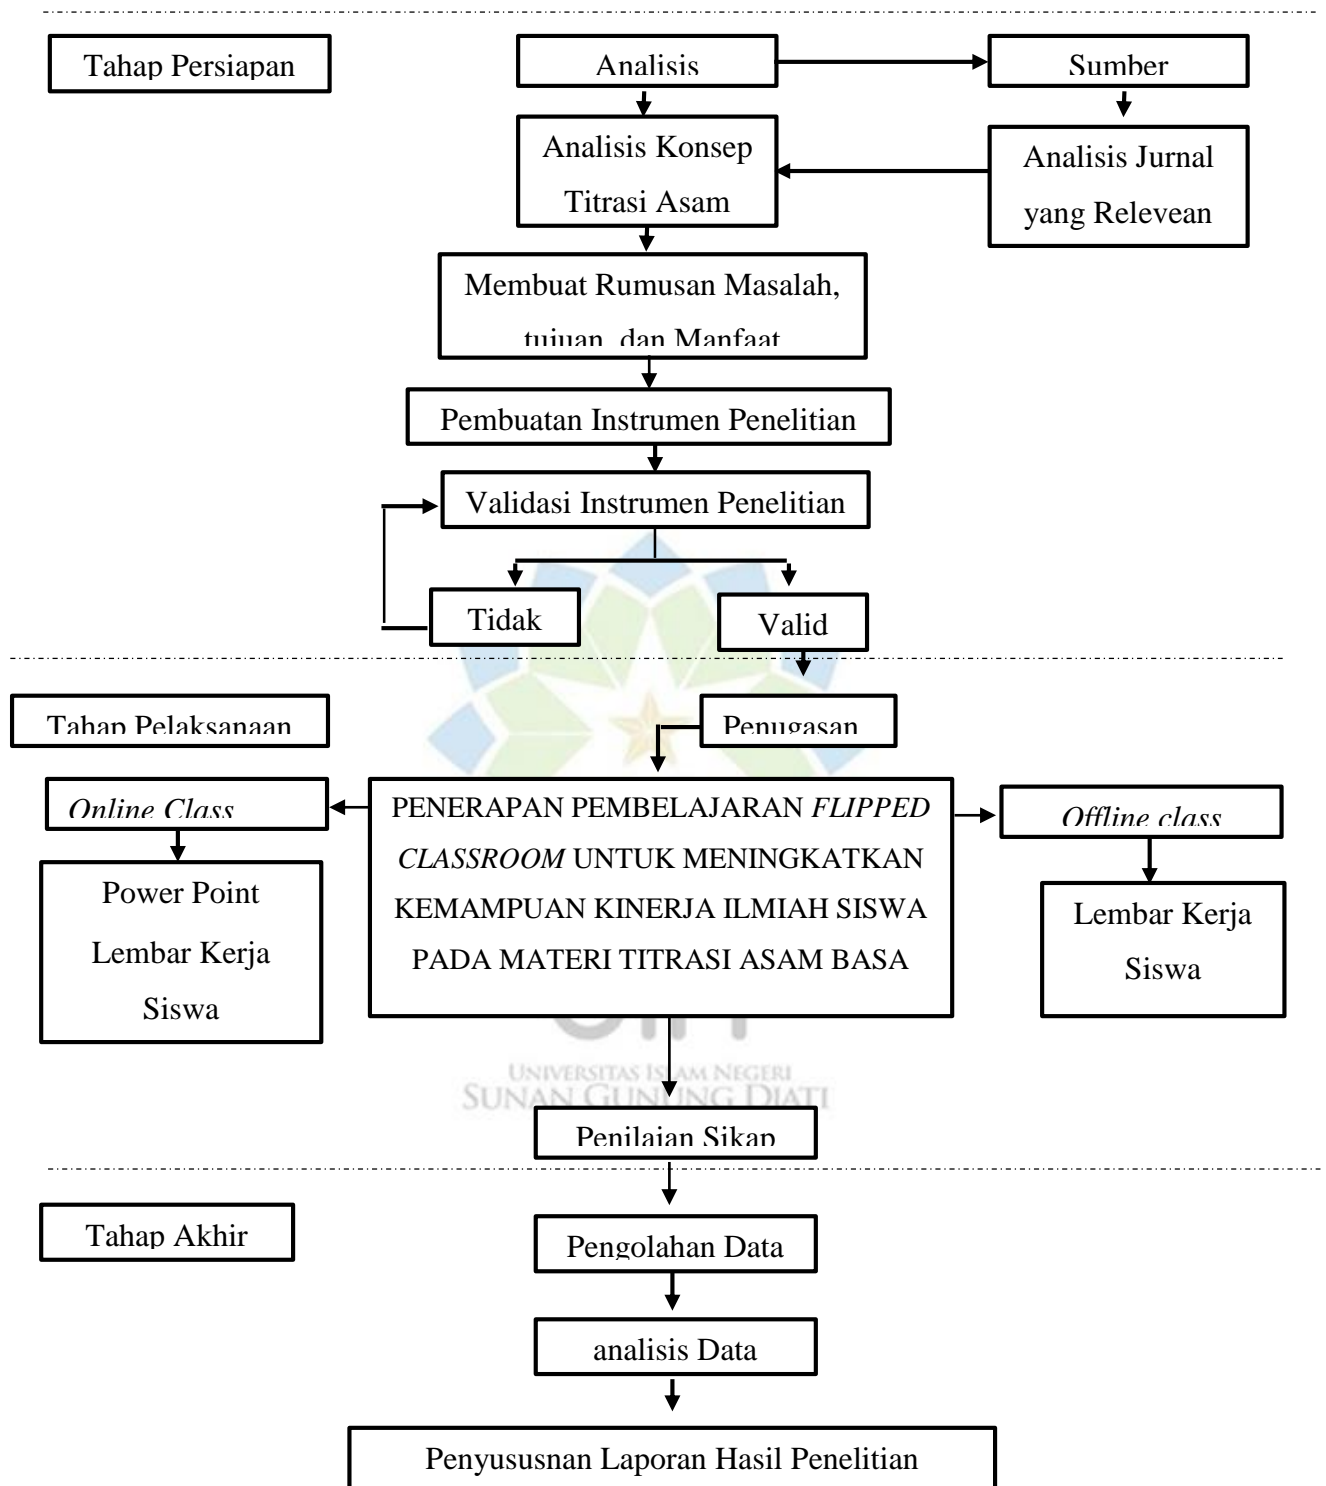 Tahap Persiapan
Analisis
Sumber
Analisis Konsep
Titrasi Asam
Analisis Jurnal
yang Relevean
Membuat Rumusan Masalah,
tujuan, dan Manfaat
Pembuatan Instrumen Penelitian
Validasi Instrumen Penelitian
Tidak
Valid
Tahap Pelaksanaan
Penugasan
Online Class
PENERAPAN PEMBELAJARAN FLIPPED
CLASSROOM UNTUK MENINGKATKAN
KEMAMPUAN KINERJA ILMIAH SISWA
PADA MATERI TITRASI ASAM BASA
Offline class
Power Point
Lembar Kerja
Siswa
Lembar Kerja
Siswa
UNIVERSITAS ISLAM NEGERI
SUNAN GUNUNG DJATI
Penilaian Sikap
Tahap Akhir
Pengolahan Data
analisis Data
Penyususnan Laporan Hasil Penelitian